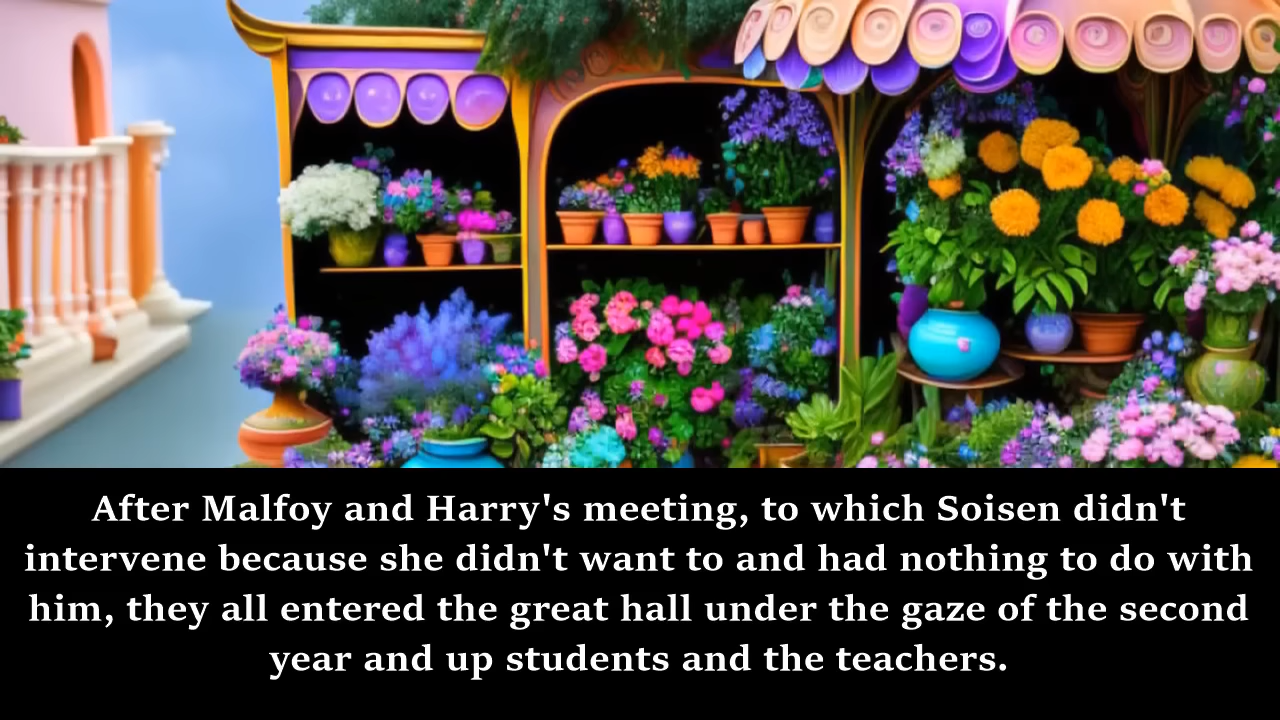 After Malfoy and Harry's meeting, to which Soisen didn't
intervene because she didn't want to and had nothing to do with
him, they all entered the great hall under the gaze of the second
year and up students and the teachers.